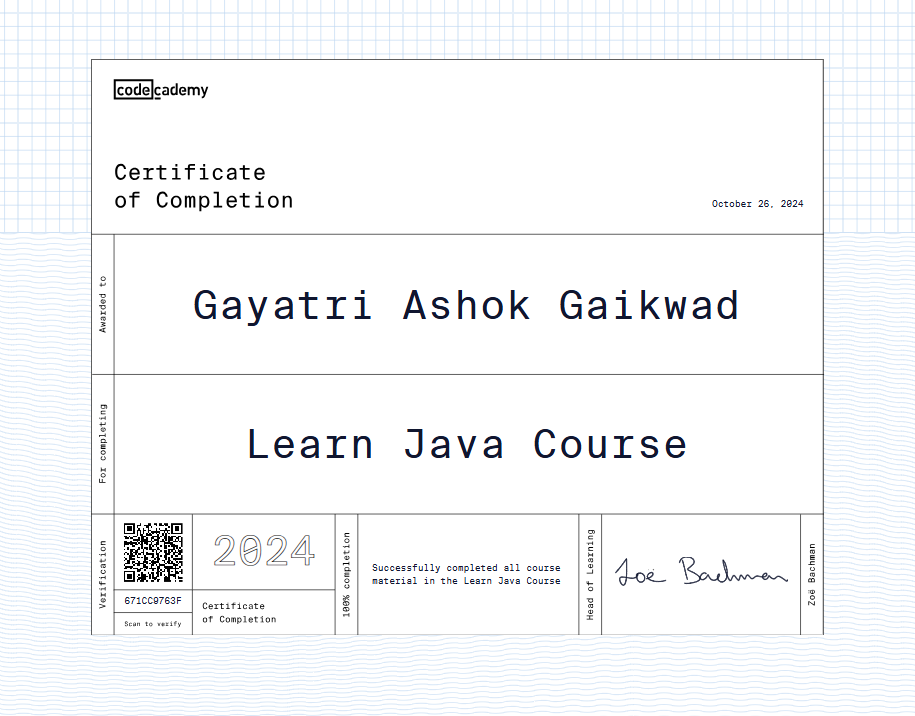 codecademy
Certificate
of Completion
October 26, 2024
Awarded to
Gayatri Ashok Gaikwad
For completing
Learn Java Course
Verification
671CC9763F
Scan to verify
2024
Certificate
of Completion
100% completion
Successfully completed all course
material in the Learn Java Course
Head of Learning
Zoë Bachman
Zoë Bachman